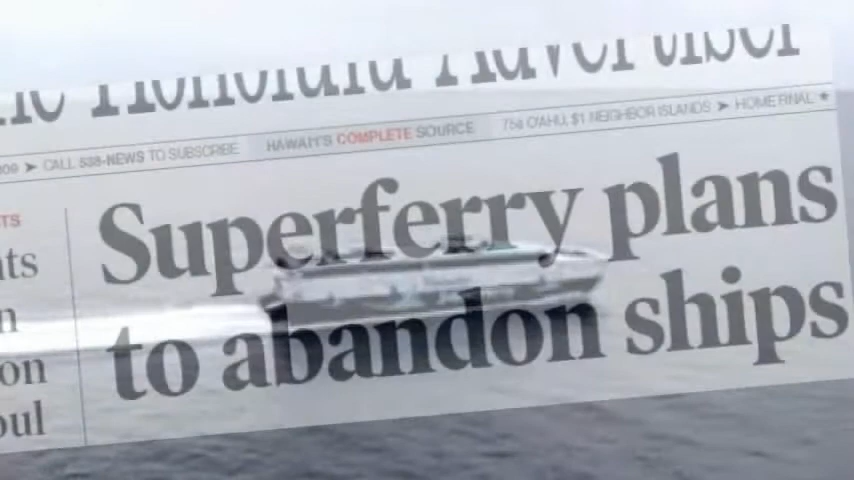 Honolulu Advertiser
➤ CALL 538-NEWS TO SUBSCRIBE HAWAI'I'S COMPLETE SOURCE 75¢ O'AHU, $1 NEIGHBOR ISLANDS ➤ HOME FINAL ★
Superferry plans
to abandon ships